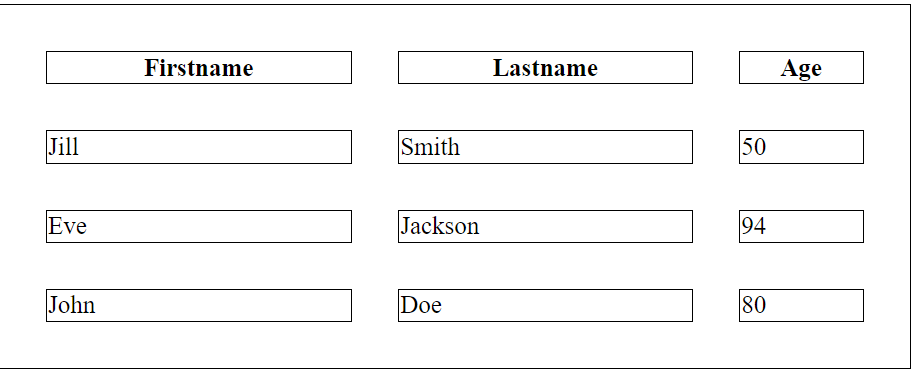 Firstname Lastname Age
Jill Smith 50
Eve Jackson 94
John Doe 80